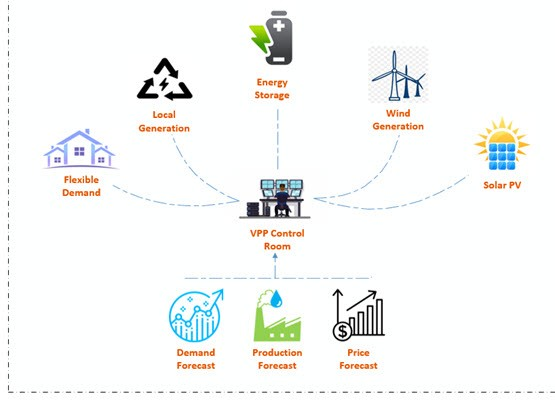 Energy
Storage
Local
Generation
Wind
Generation
Flexible
Demand
Solar PV
VPP Control
Room
Demand
Forecast
Production
Forecast
$
Price
Forecast